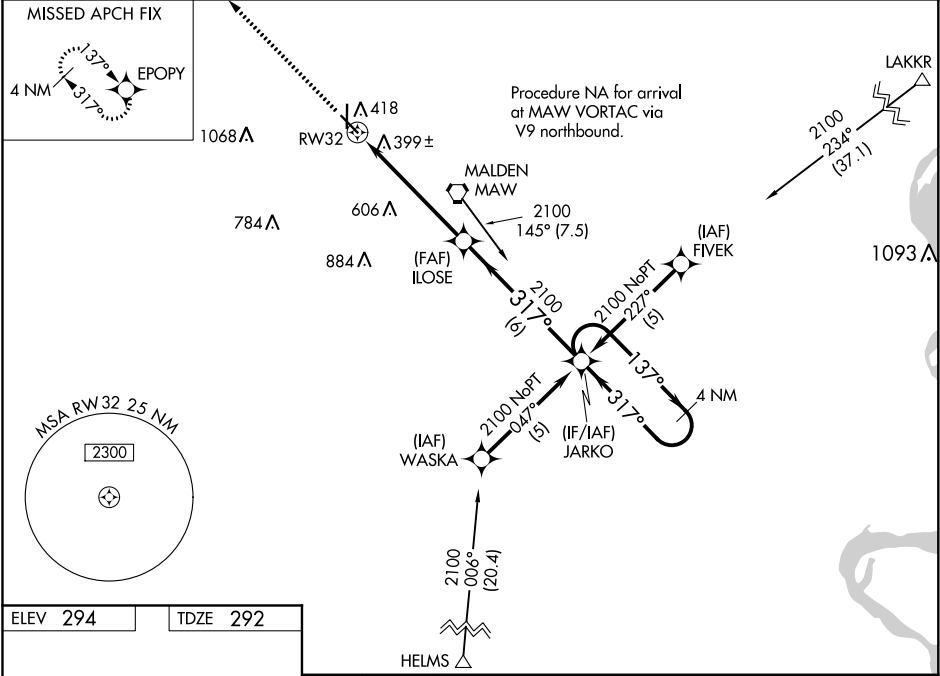 MISSED APCH FIX
137°
EPOPY
4 NM
317°
418
1068
RW32
399±
Procedure NA for arrival
at MAW VORTAC via
V9 northbound.
LAKKR
2100
234°
(37.1)
MALDEN
MAW
2100
145° (7.5)
606
784
884
(FAF)
ILOSE
(IAF)
FIVEK
1093
2100
317°
(6)
2100 NoPT
227°
(5)
137°
4 NM
317°
2100 NoPT
047°
(5)
(IF/IAF)
JARKO
(IAF)
WASKA
MSA RW32 25 NM
2300
2100
006°
(20.4)
ELEV 294
TDZE 292
HELMS